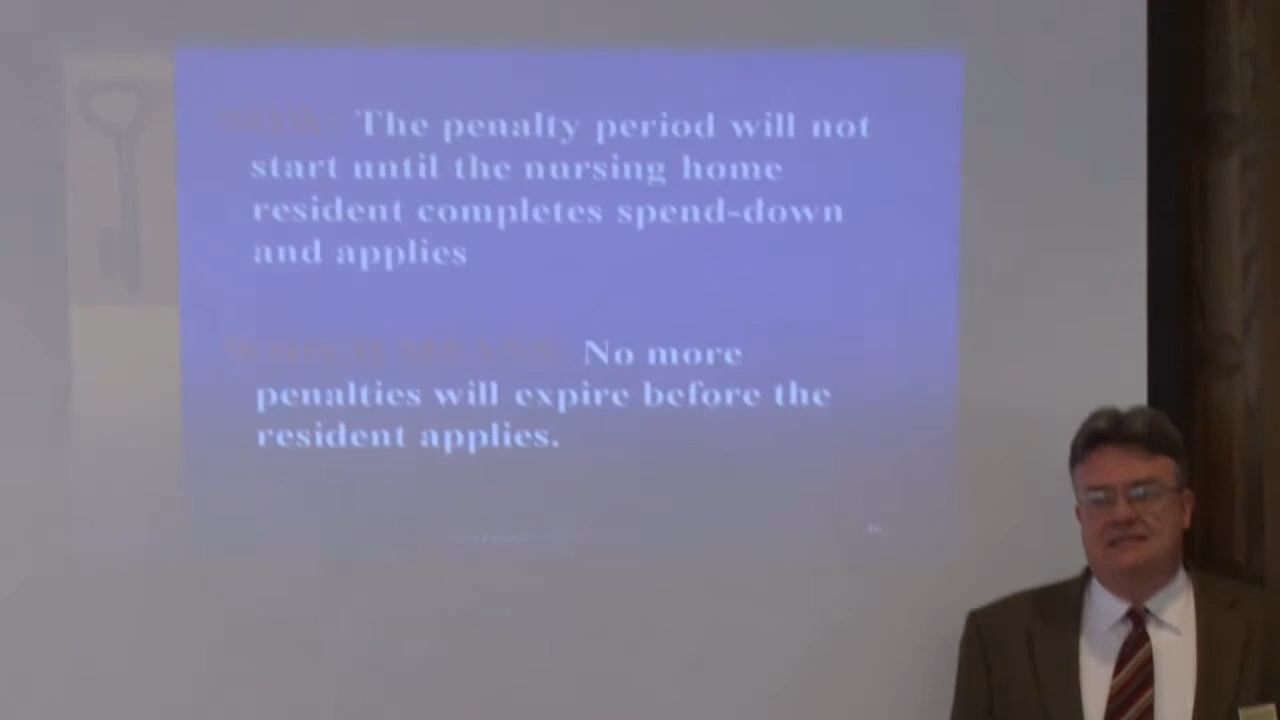 The penalty period will not
start until the nursing home
resident completes spend-down
and applies
No more
penalties will expire before the
resident applies.